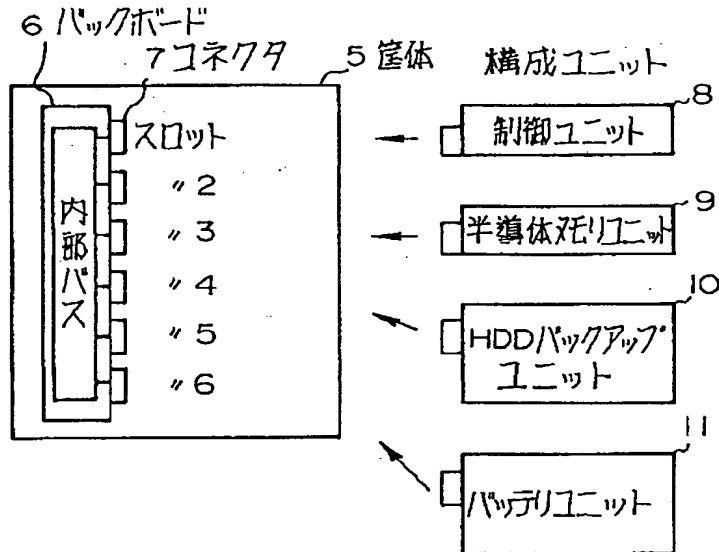 6 バックボード
7コネクタ
5 筐体
構成ユニット
スロット
〃2
〃3
〃4
〃5
〃6
内部バス
8
制御ユニット
9
半導体メモリユニット
10
HDDバックアップ
ユニット
11
バッテリユニット